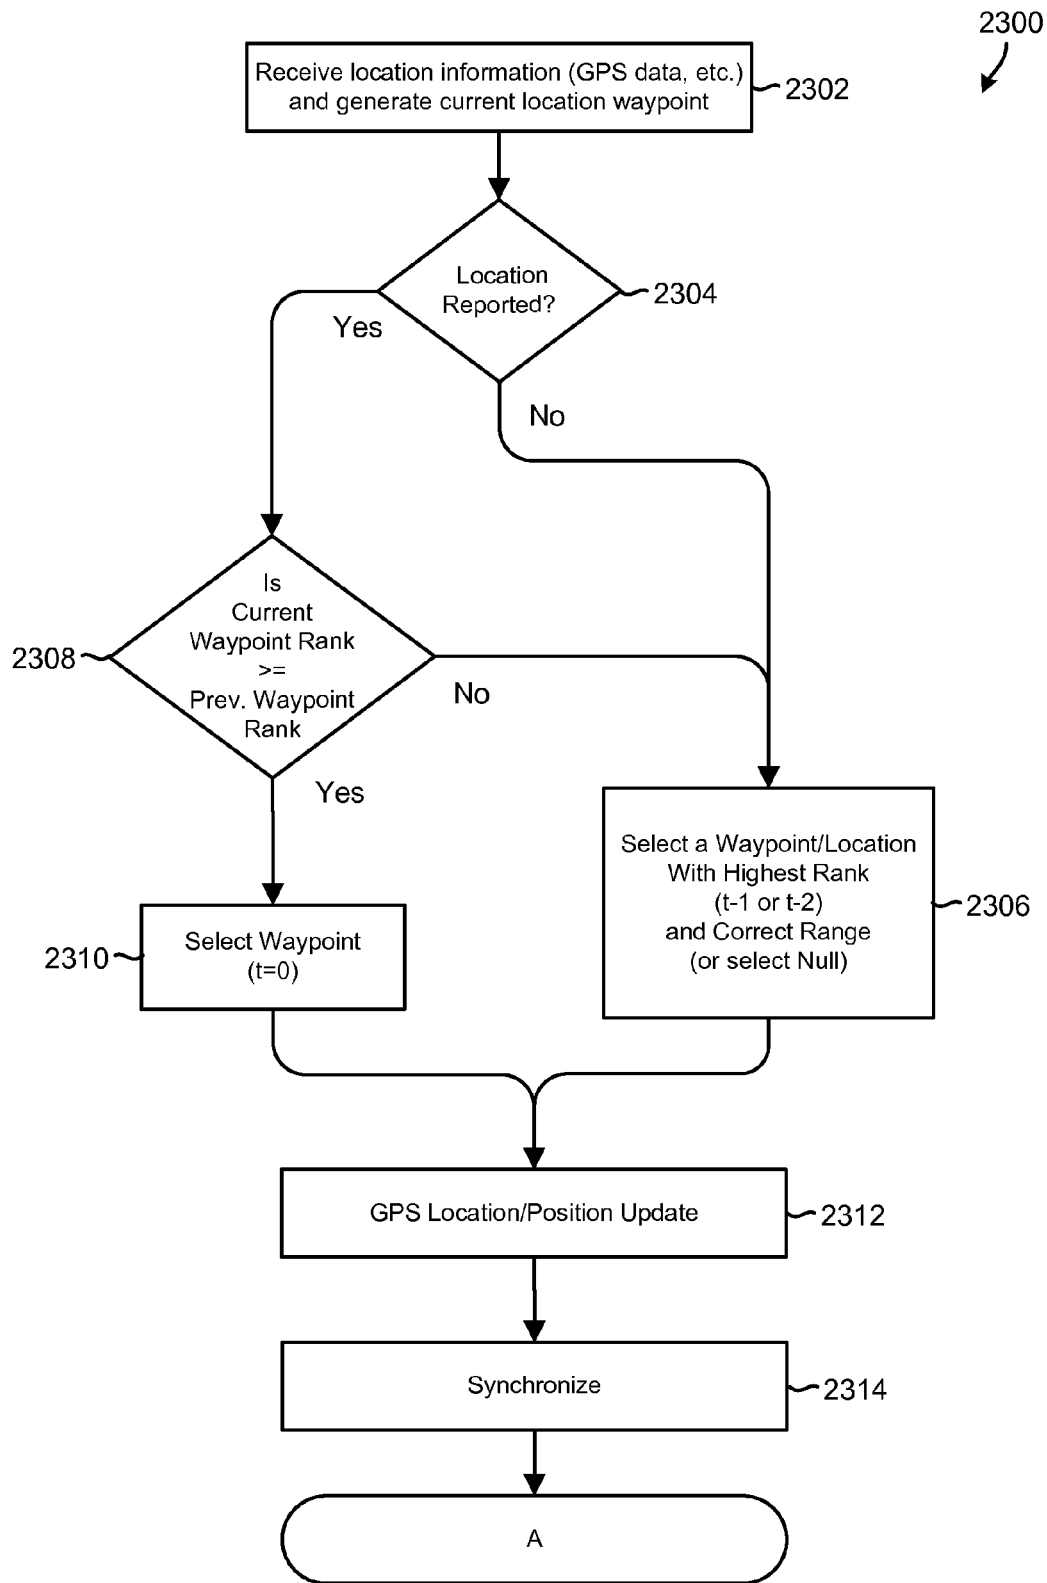 2300
Receive location information (GPS data, etc.)
and generate current location waypoint
2302
Location
Reported?
2304
Yes
No
Is
Current
Waypoint Rank
>=
Prev. Waypoint
Rank
2308
No
Yes
Select a Waypoint/Location
With Highest Rank
(t-1 or t-2)
and Correct Range
(or select Null)
2306
Select Waypoint
(t=0)
2310
GPS Location/Position Update
2312
Synchronize
2314
A